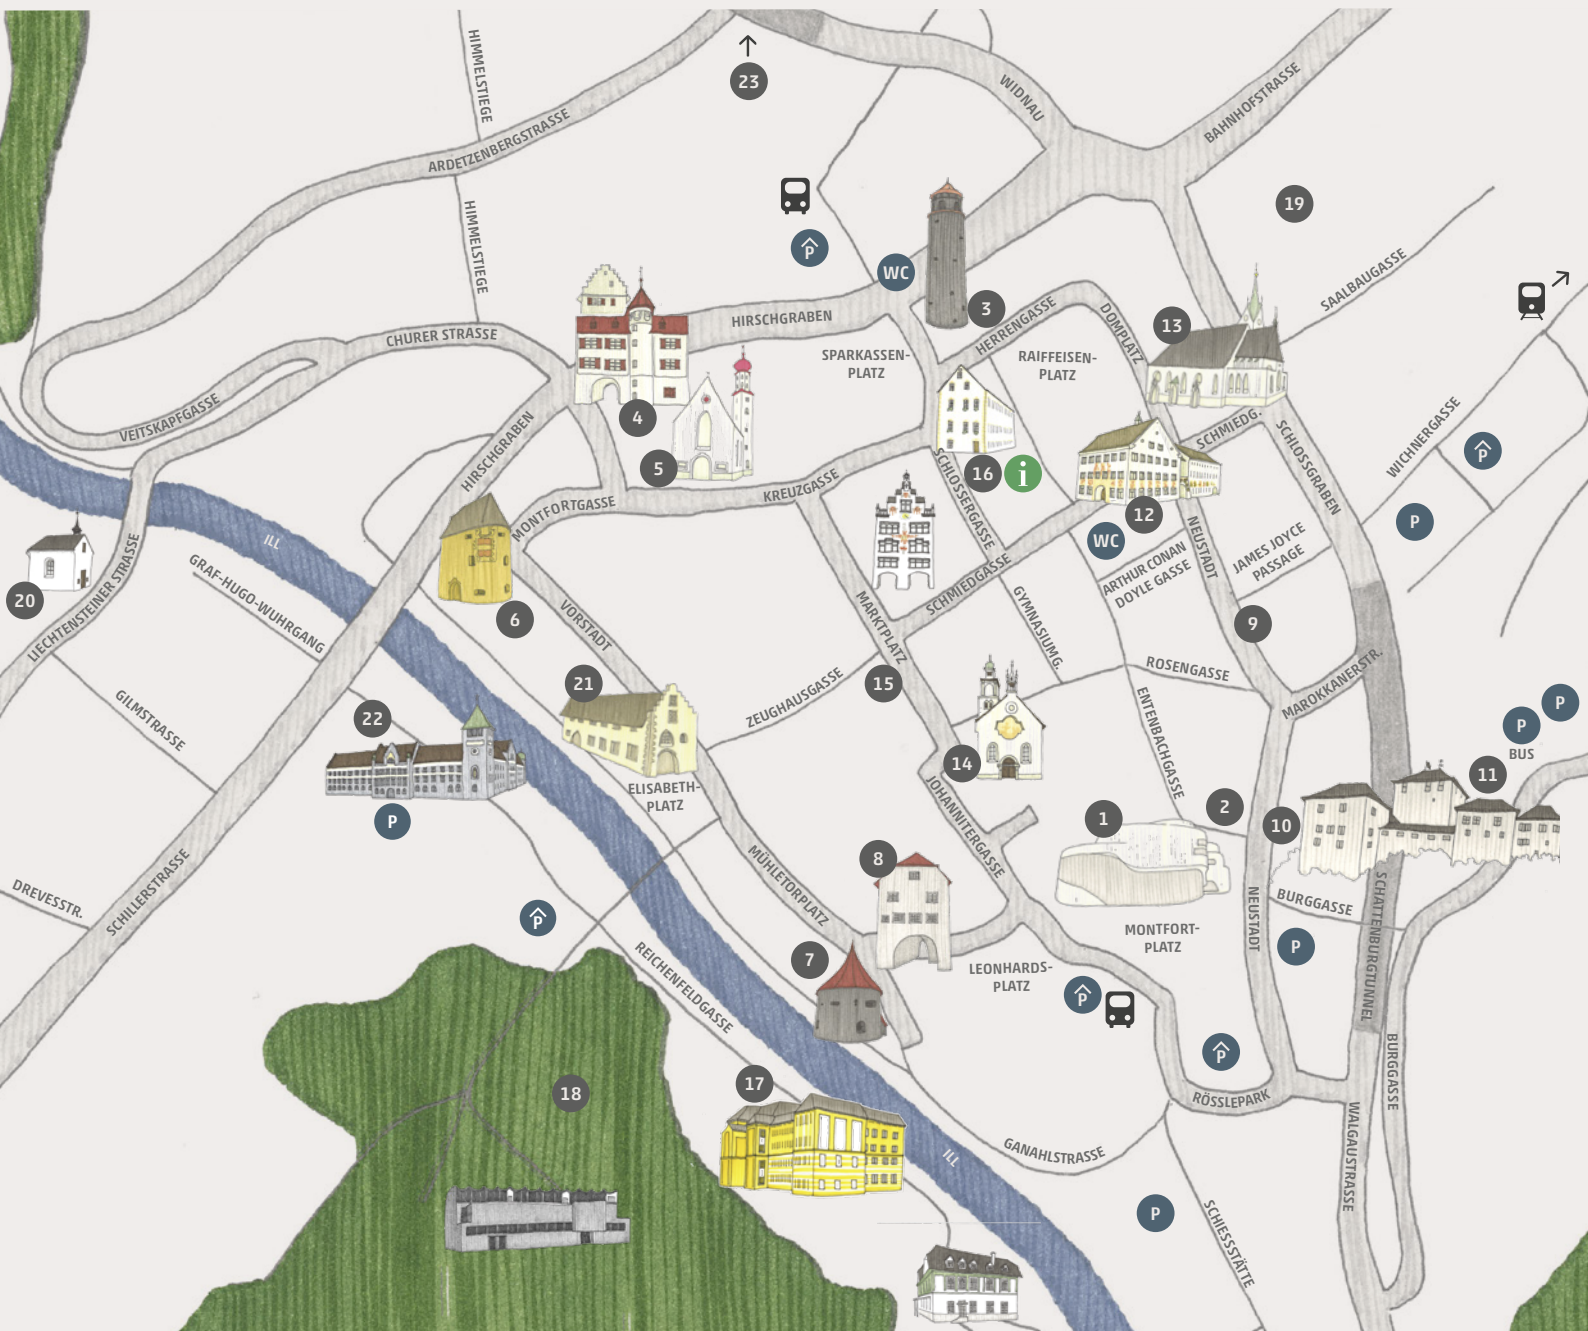 HIMMELSTIEGE
23
WIDNAU
BAHNHOFSTRASSE
ARDETZENBERGSTRASSE
HIMMELSTIEGE
19
P
WC
SAALBAUGASSE
3
HIRSCHGRABEN
HERRENGASSE
DOMPLATZ
13
CHURER STRASSE
SPARKASSEN-
PLATZ
RAIFFEISEN-
PLATZ
VEITSKAPFGASSE
4
HIRSCHGRABEN
SCHMIEDG.
SCHLOSSGRABEN
WICHNERGASSE
P
5
KREUZGASSE
SCHLOSSERGASSE
16
i
MONTFORTGASSE
12
P
ILL
WC
NEUSTADT
JAMES JOYCE
PASSAGE
ARTHUR CONAN
DOYLE GASSE
LIECHTENSTEINER STRASSE
GRAF-HUGO-WUHRGANG
20
6
VORSTADT
MARKTPLATZ
SCHMIEDGASSE
GYMNASIUMG.
9
GILMSTRASSE
21
ZEUGHAUSGASSE
15
ROSENGASSE
MAROKKANERSTR.
22
ENTENBACHGASSE
P
P
BUS
14
11
ELISABETH-
PLATZ
JOHANNITERGASSE
1
2
10
P
8
MÜHLETORPLATZ
SCHILLERSTRASSE
DREVESSTR.
P
NEUSTADT
BURGGASSE
SCHATTENBURGTUNNEL
MONTFORT-
PLATZ
P
7
REICHENFELDGASSE
LEONHARDS-
PLATZ
P
P
BURGGASSE
18
17
RÖSSLEPARK
WALGAUSTRASSE
ILL
GANAHLSTRASSE
P
SCHIESSSTÄTTE